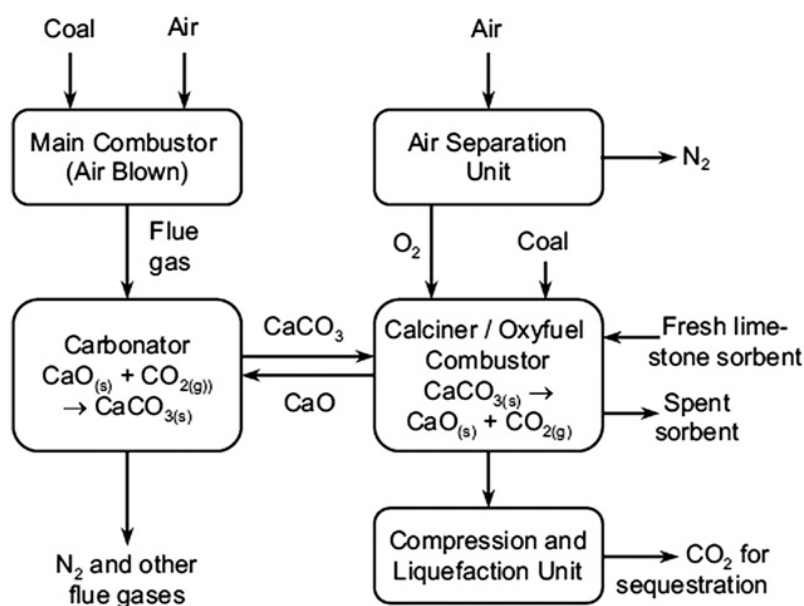 Coal
Air
Air
Main Combustor
(Air Blown)
Air Separation
Unit
N₂
Flue
gas
O₂
Coal
Carbonator
CaO(s) + CO₂(g))
→ CaCO₃(s)
CaCO₃
CaO
Calciner / Oxyfuel
Combustor
CaCO₃(s) →
CaO(s) + CO₂(g)
Fresh lime-
stone sorbent
Spent
sorbent
N₂ and other
flue gases
Compression and
Liquefaction Unit
CO₂ for
sequestration